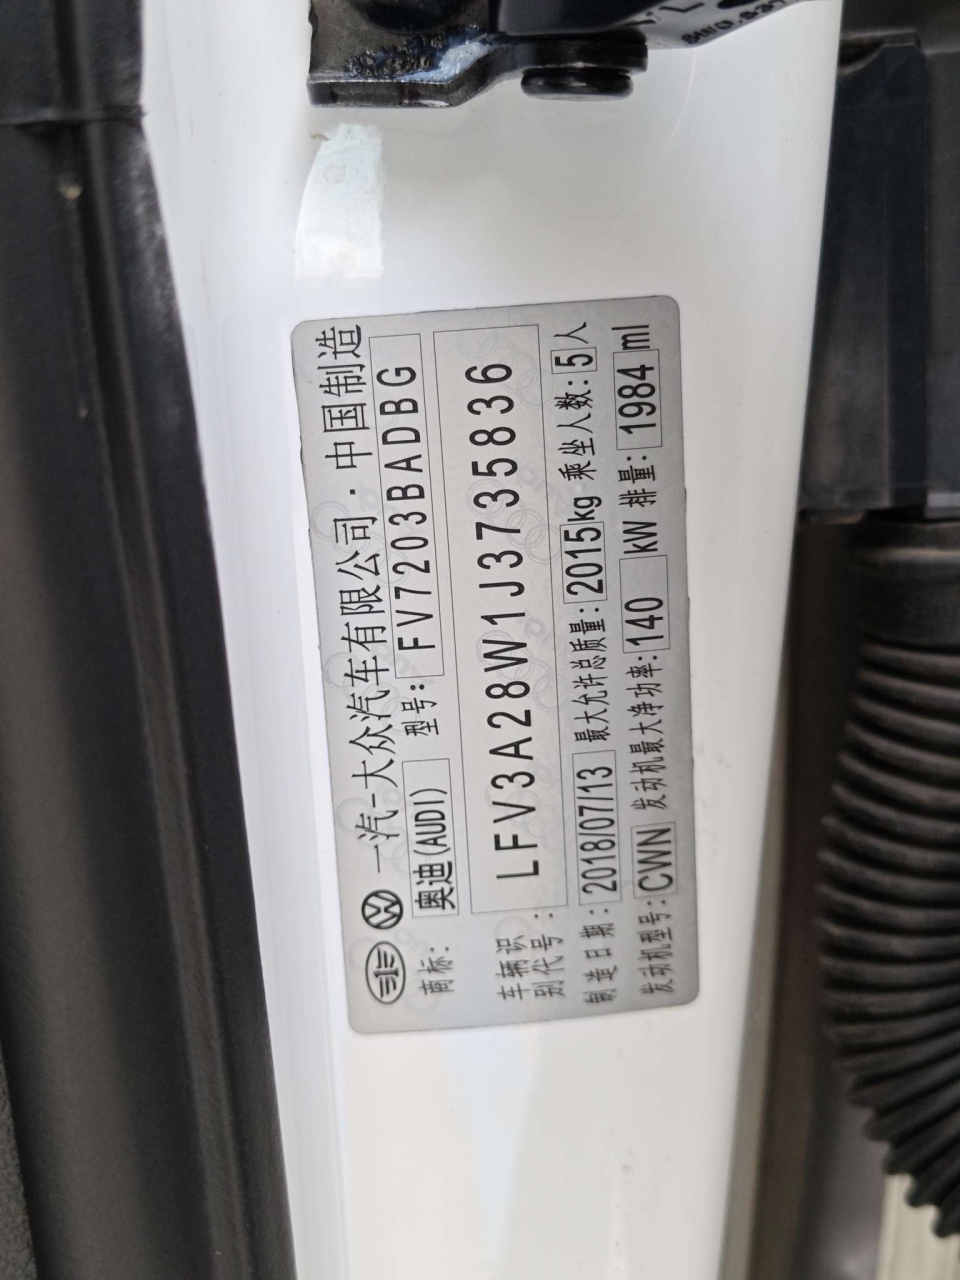 一汽-大众汽车有限公司·中国制造
商标: 奥迪(AUDI) 型号: FV7203BADBG
车辆识别代号: LFV3A28W1J3735836
制造日期: 2018/07/13 最大允许总质量: 2015kg 乘坐人数: 5人
发动机型号: CWN 发动机最大净功率: 140 kW 排量: 1984 ml